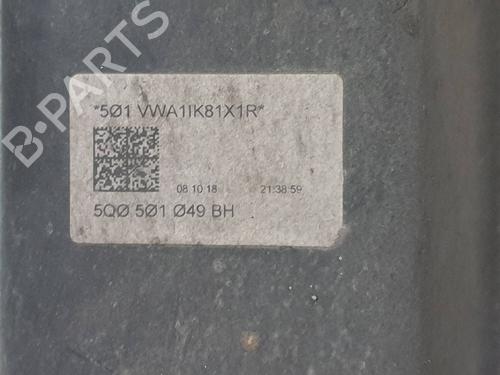 B-PARTS
*5Ø1 VWA1IK81X1R*
08.10.18 21:38:59
5QØ 5Ø1 Ø49 BH